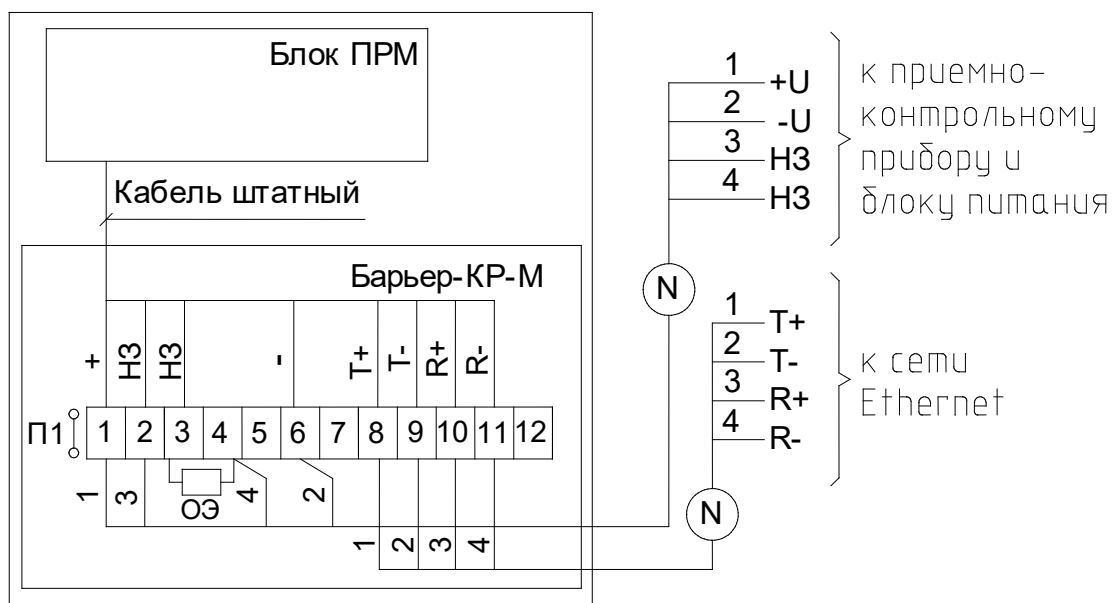 Блок ПРМ
Кабель штатный
Барьер-КР-М
+
НЗ
НЗ
-
T+
T-
R+
R-
П1
1 2 3 4 5 6 7 8 9 10 11 12
1
3
ОЭ
4
2
1
2
3
4
1 +U
2 -U
3 НЗ
4 НЗ
N
к приемно-
контрольному
прибору и
блоку питания
1 T+
2 T-
3 R+
4 R-
N
к сети
Ethernet